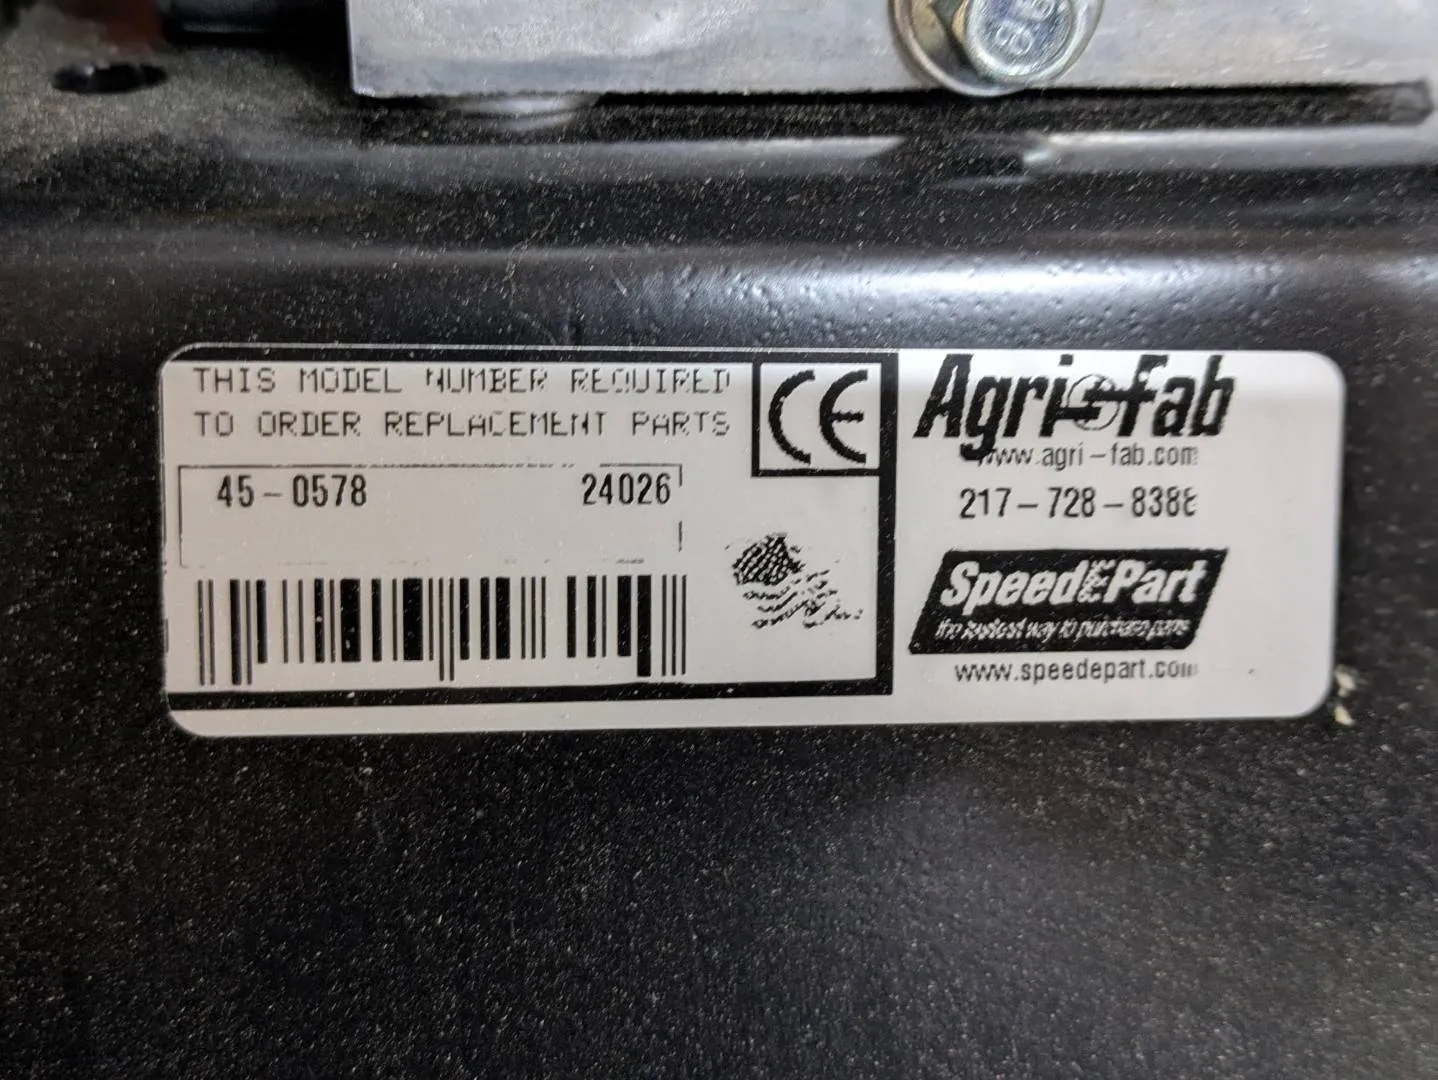 THIS MODEL NUMBER REQUIRED
TO ORDER REPLACEMENT PARTS
45-0578 24026
CE
Agri-Fab
www.agri-fab.com
217-728-8388
SpeedEPart
the fastest way to purchase parts
www.speedepart.com